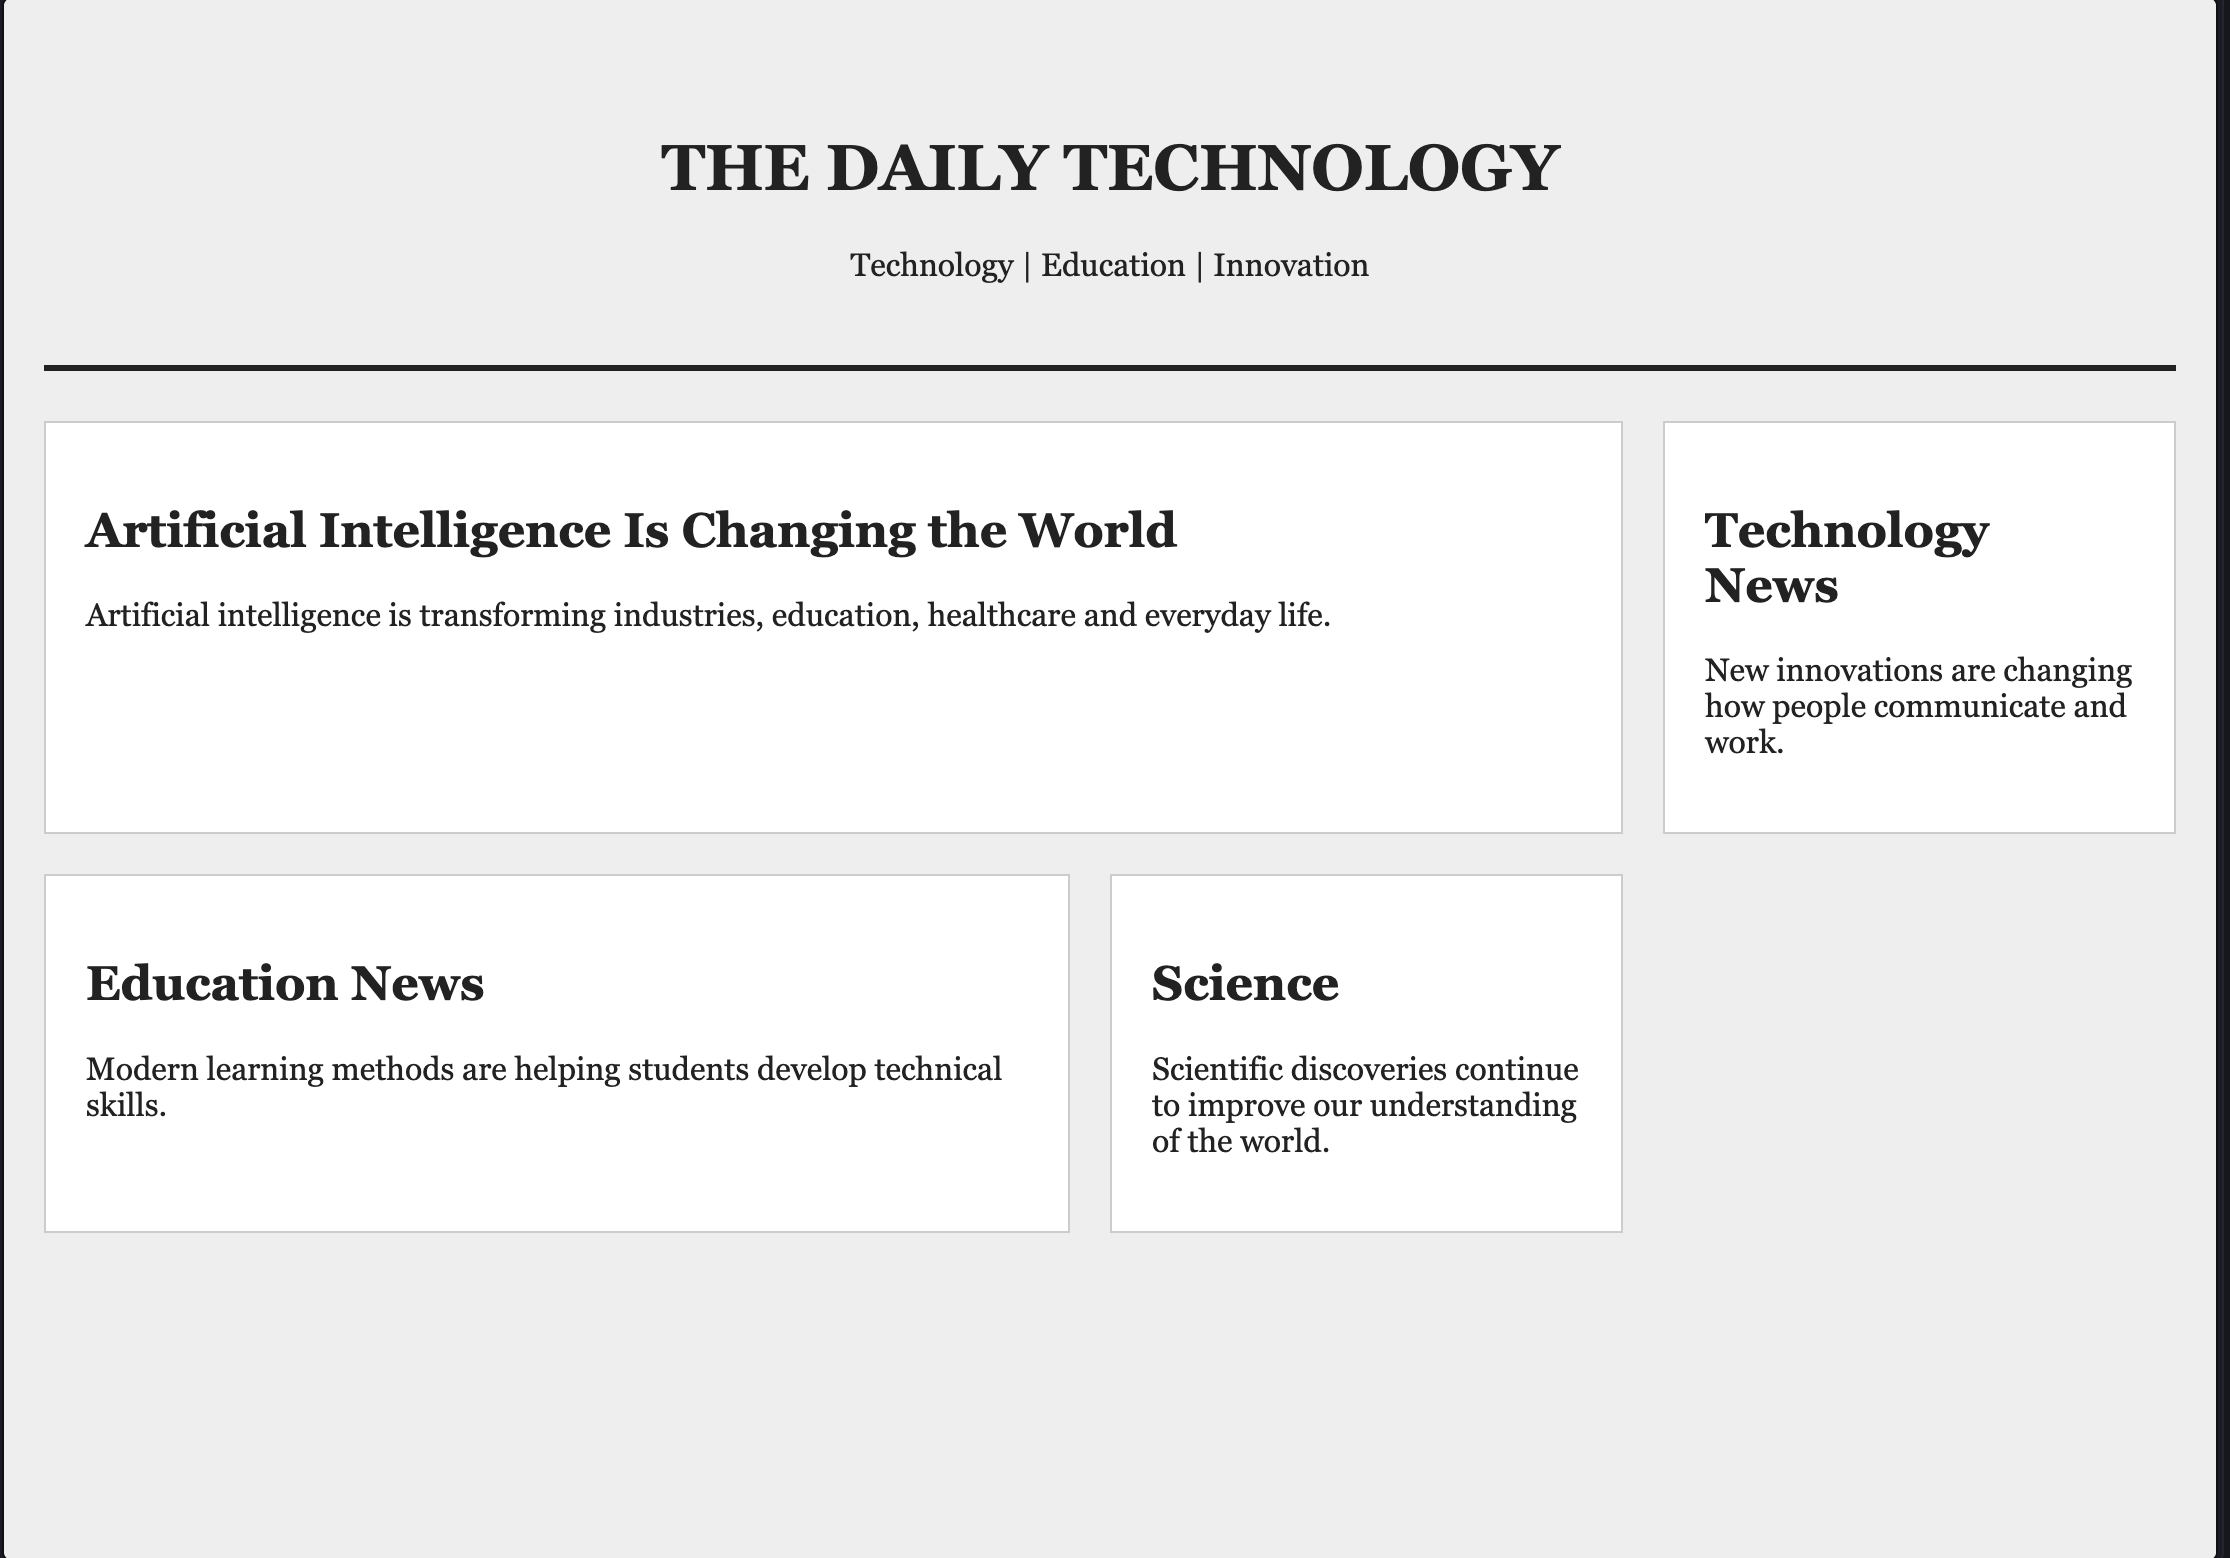 THE DAILY TECHNOLOGY
Technology | Education | Innovation
Artificial Intelligence Is Changing the World
Artificial intelligence is transforming industries, education, healthcare and everyday life.
Technology
News
New innovations are changing
how people communicate and
work.
Education News
Modern learning methods are helping students develop technical
skills.
Science
Scientific discoveries continue
to improve our understanding
of the world.